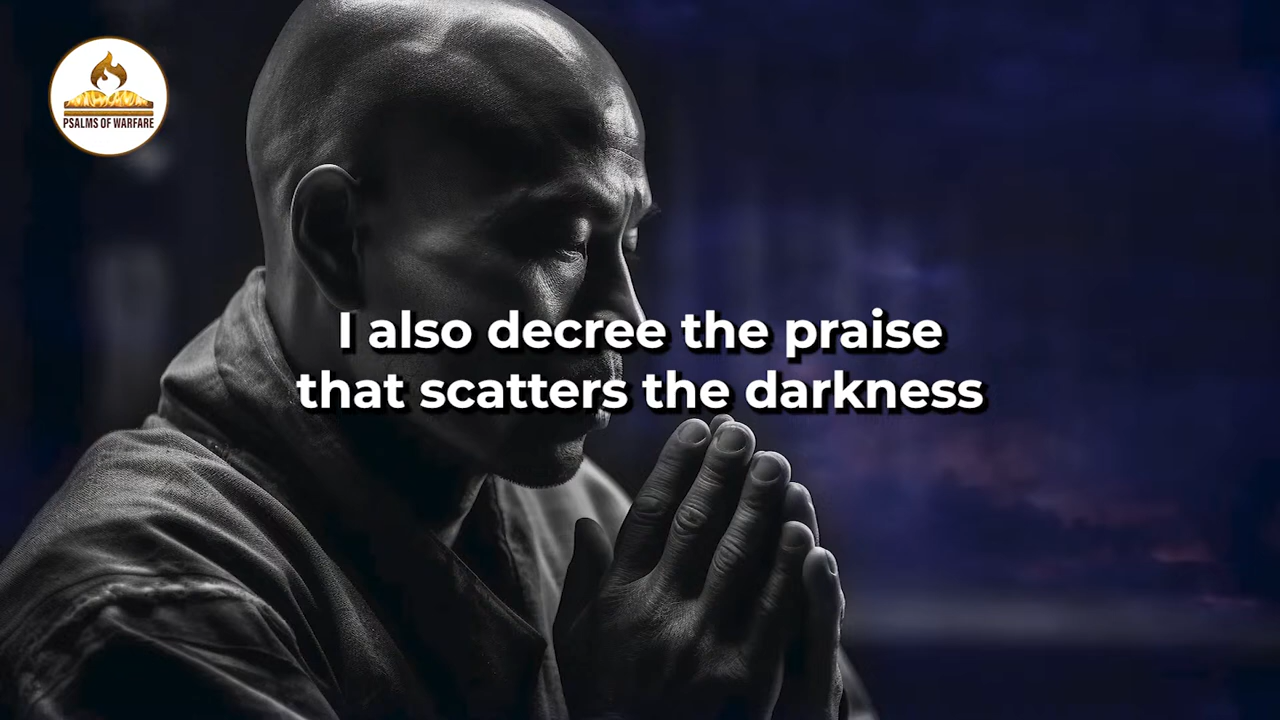 PSALMS OF WARFARE
I also decree the praise
that scatters the darkness